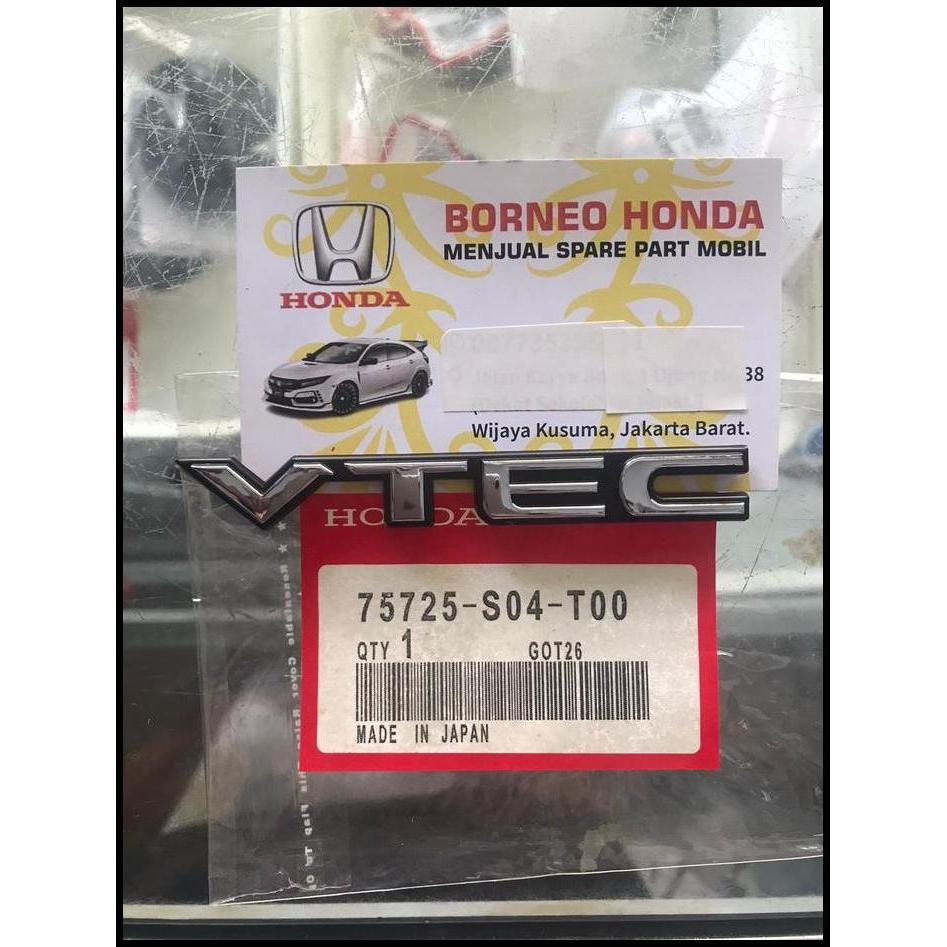 BORNEO HONDA
MENJUAL SPARE PART MOBIL
HONDA
38
Wijaya Kusuma, Jakarta Barat.
VTEC
HONDA
75725-S04-T00
QTY 1 GOT26
MADE IN JAPAN